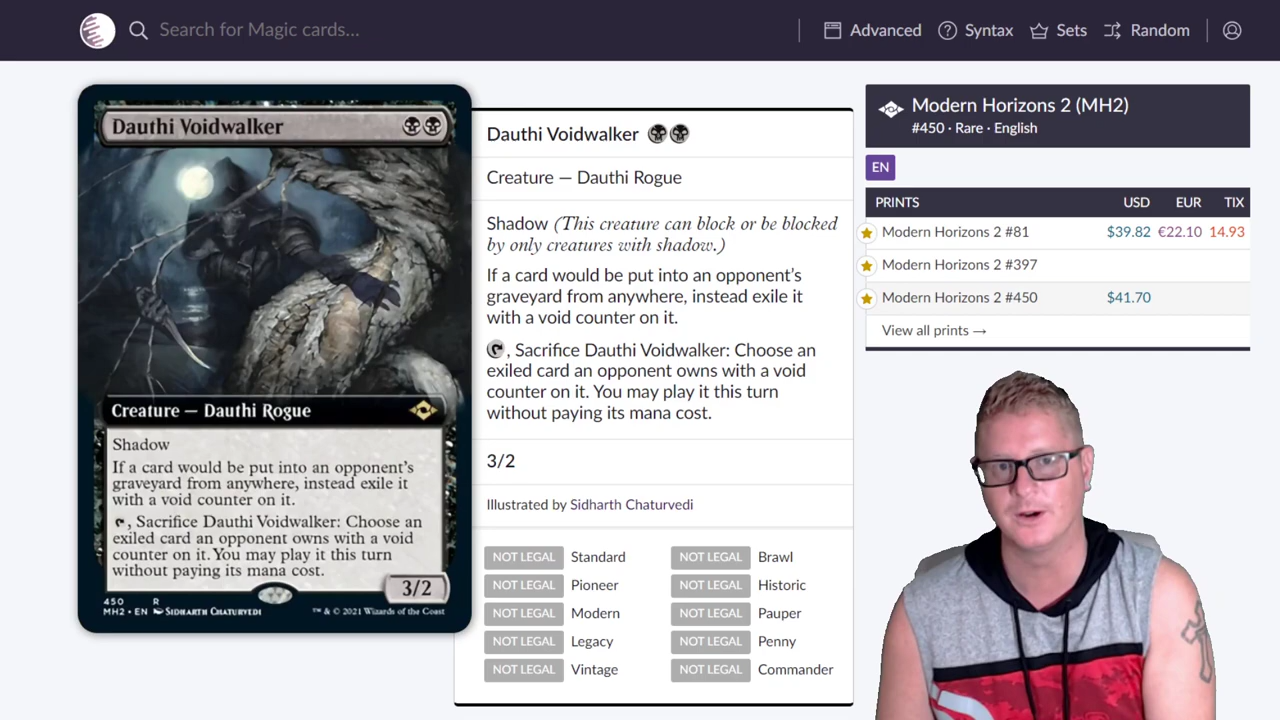 Search for Magic cards...
Advanced
Syntax
Sets
Random
Dauthi Voidwalker
Creature — Dauthi Rogue
Shadow
If a card would be put into an opponent's
graveyard from anywhere, instead exile it
with a void counter on it.
, Sacrifice Dauthi Voidwalker: Choose an
exiled card an opponent owns with a void
counter on it. You may play it this turn
without paying its mana cost.
3/2
450 R
MH2 • EN SIDHARTH CHATURVEDI
™ & © 2021 Wizards of the Coast
Dauthi Voidwalker
Creature — Dauthi Rogue
Shadow (This creature can block or be blocked
by only creatures with shadow.)
If a card would be put into an opponent's
graveyard from anywhere, instead exile it
with a void counter on it.
, Sacrifice Dauthi Voidwalker: Choose an
exiled card an opponent owns with a void
counter on it. You may play it this turn
without paying its mana cost.
3/2
Illustrated by Sidharth Chaturvedi
NOT LEGAL Standard NOT LEGAL Brawl
NOT LEGAL Pioneer NOT LEGAL Historic
NOT LEGAL Modern NOT LEGAL Pauper
NOT LEGAL Legacy NOT LEGAL Penny
NOT LEGAL Vintage NOT LEGAL Commander
Modern Horizons 2 (MH2)
#450 · Rare · English
EN
PRINTS USD EUR TIX
Modern Horizons 2 #81 $39.82 €22.10 14.93
Modern Horizons 2 #397
Modern Horizons 2 #450 $41.70
View all prints →